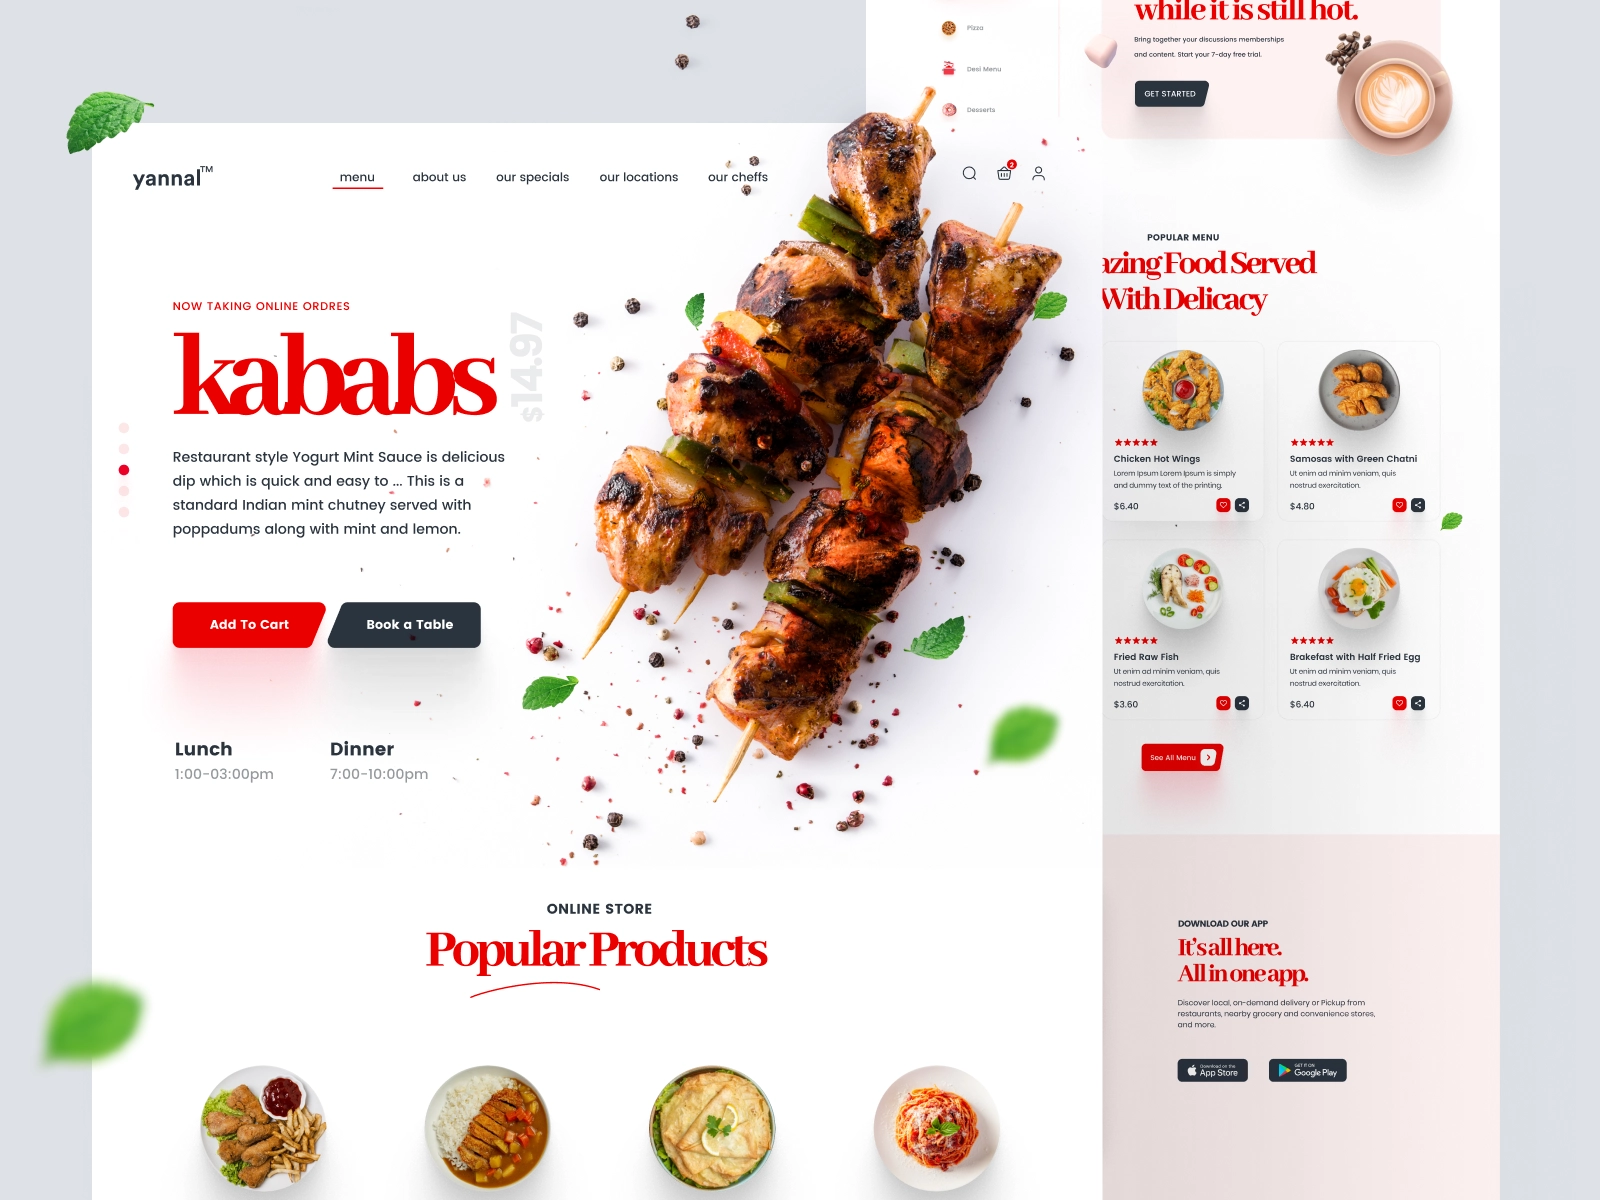 yannal™
menu
about us
our specials
our locations
our cheffs
2
NOW TAKING ONLINE ORDRES
kababs
$14.97
Restaurant style Yogurt Mint Sauce is delicious
dip which is quick and easy to ... This is a
standard Indian mint chutney served with
poppadums along with mint and lemon.
Add To Cart
Book a Table
Lunch
1:00-03:00pm
Dinner
7:00-10:00pm
ONLINE STORE
Popular Products
Pizza
Desi Menu
Desserts
while it is still hot.
Bring together your discussions memberships
and content. Start your 7-day free trial.
GET STARTED
POPULAR MENU
azing Food Served
With Delicacy
Chicken Hot Wings
Lorem Ipsum Lorem Ipsum is simply
and dummy text of the printing.
$6.40
Samosas with Green Chatni
Ut enim ad minim veniam, quis
nostrud exercitation.
$4.80
Fried Raw Fish
Ut enim ad minim veniam, quis
nostrud exercitation.
$3.60
Brakefast with Half Fried Egg
Ut enim ad minim veniam, quis
nostrud exercitation.
$6.40
See All Menu
DOWNLOAD OUR APP
It's all here.
All in one app.
Discover local, on-demand delivery or Pickup from
restaurants, nearby grocery and convenience stores,
and more.
Download on the
App Store
GET IT ON
Google Play